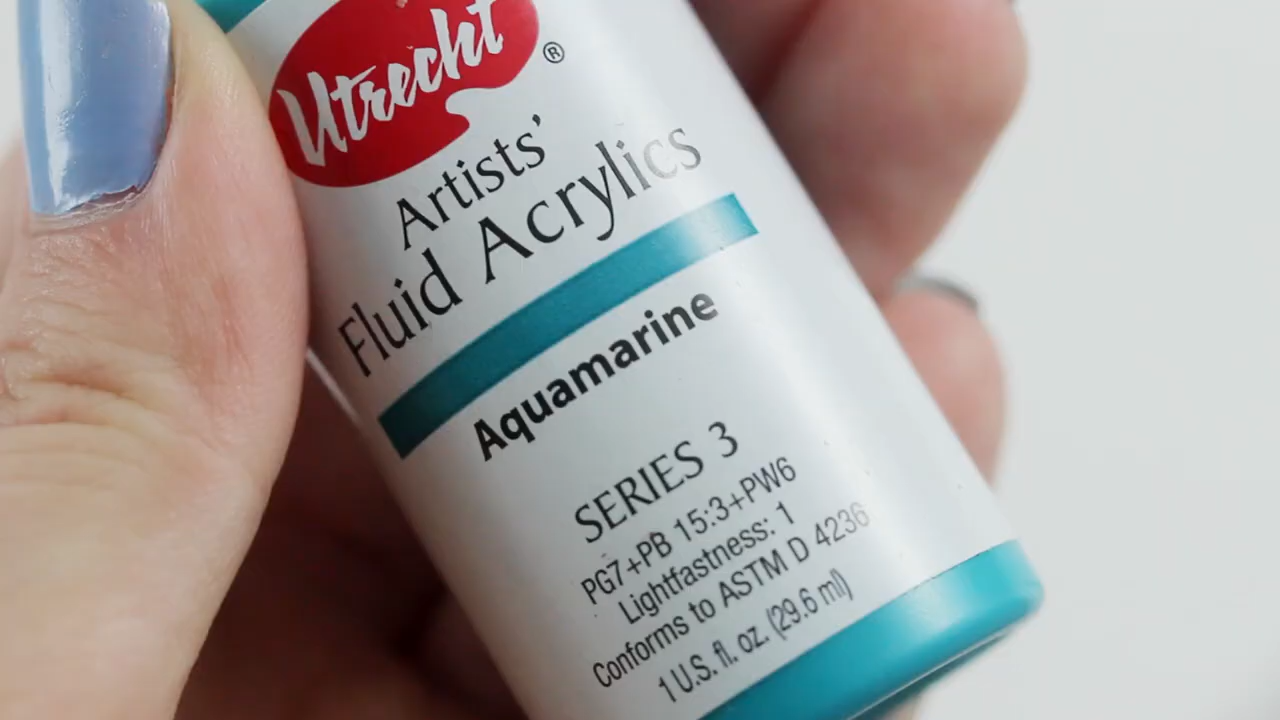 Utrecht®
Artists'
Fluid Acrylics
Aquamarine
SERIES 3
PG7+PB 15:3+PW6
Lightfastness: 1
Conforms to ASTM D 4236
1 U.S. fl. oz. (29.6 ml)